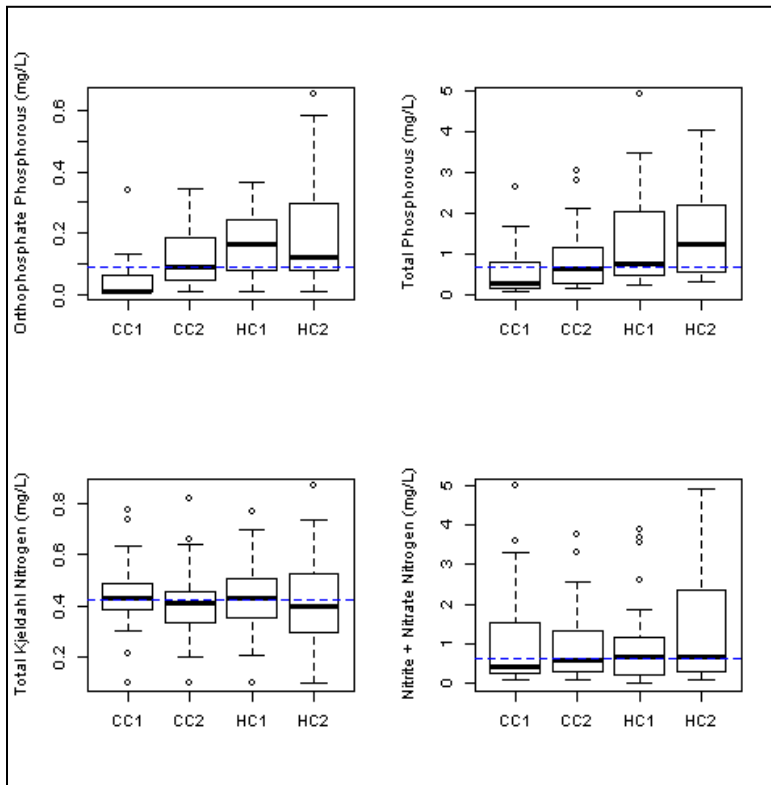 Orthophosphate Phosphorous (mg/L)
0.6
0.4
0.2
0.0
CC1 CC2 HC1 HC2
Total Phosphorous (mg/L)
5
4
3
2
1
0
CC1 CC2 HC1 HC2
Total Kjeldahl Nitrogen (mg/L)
0.8
0.6
0.4
0.2
CC1 CC2 HC1 HC2
Nitrite + Nitrate Nitrogen (mg/L)
5
4
3
2
1
0
CC1 CC2 HC1 HC2